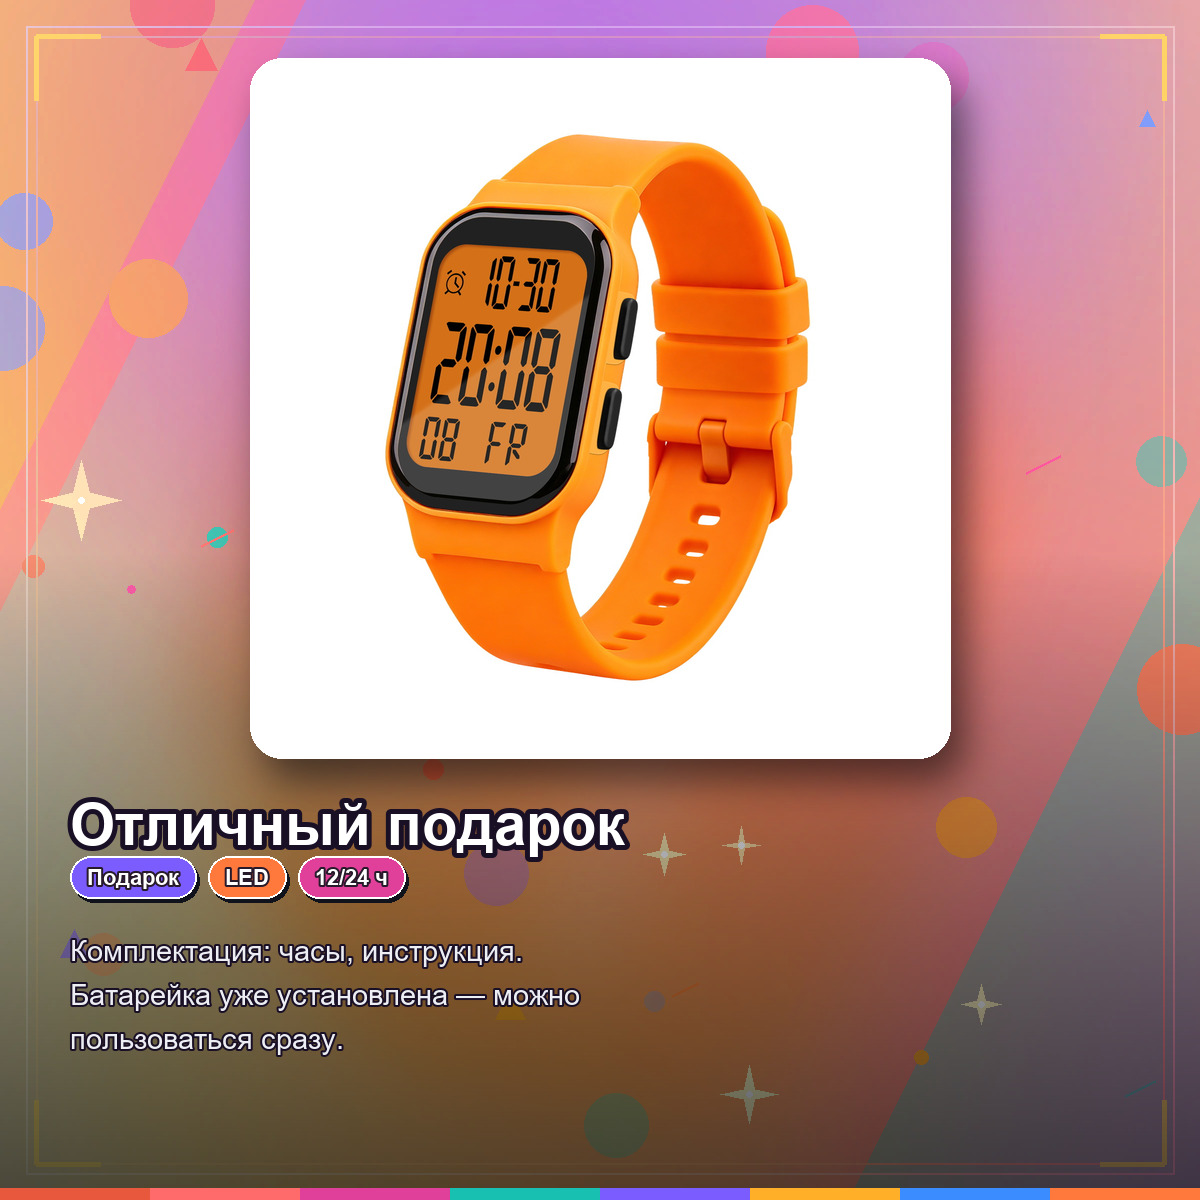 10:30
20:08
08 FR
Отличный подарок
Подарок LED 12/24 ч
Комплектация: часы, инструкция.
Батарейка уже установлена — можно
пользоваться сразу.